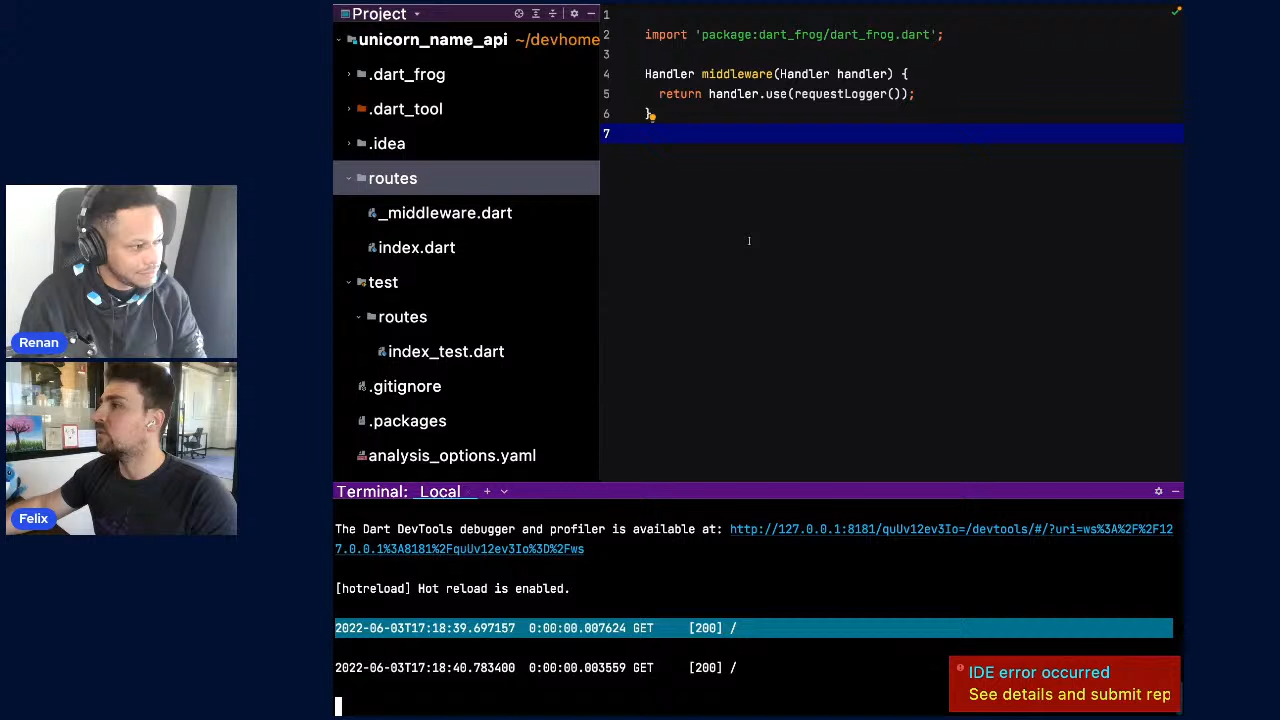 Project
unicorn_name_api ~/devhome
.dart_frog
.dart_tool
.idea
routes
_middleware.dart
index.dart
test
routes
index_test.dart
.gitignore
.packages
analysis_options.yaml
1
2 import 'package:dart_frog/dart_frog.dart';
3
4 Handler middleware(Handler handler) {
5 return handler.use(requestLogger());
6 }
7
Renan
Felix
Terminal: Local
The Dart DevTools debugger and profiler is available at: http://127.0.0.1:8181/quUv12ev3Io=/devtools/#/?uri=ws%3A%2F%2F12
7.0.0.1%3A8181%2FquUv12ev3Io%3D%2Fws
[hotreload] Hot reload is enabled.
2022-06-03T17:18:39.697157 0:00:00.007624 GET [200] /
2022-06-03T17:18:40.783400 0:00:00.003559 GET [200] /
IDE error occurred
See details and submit rep